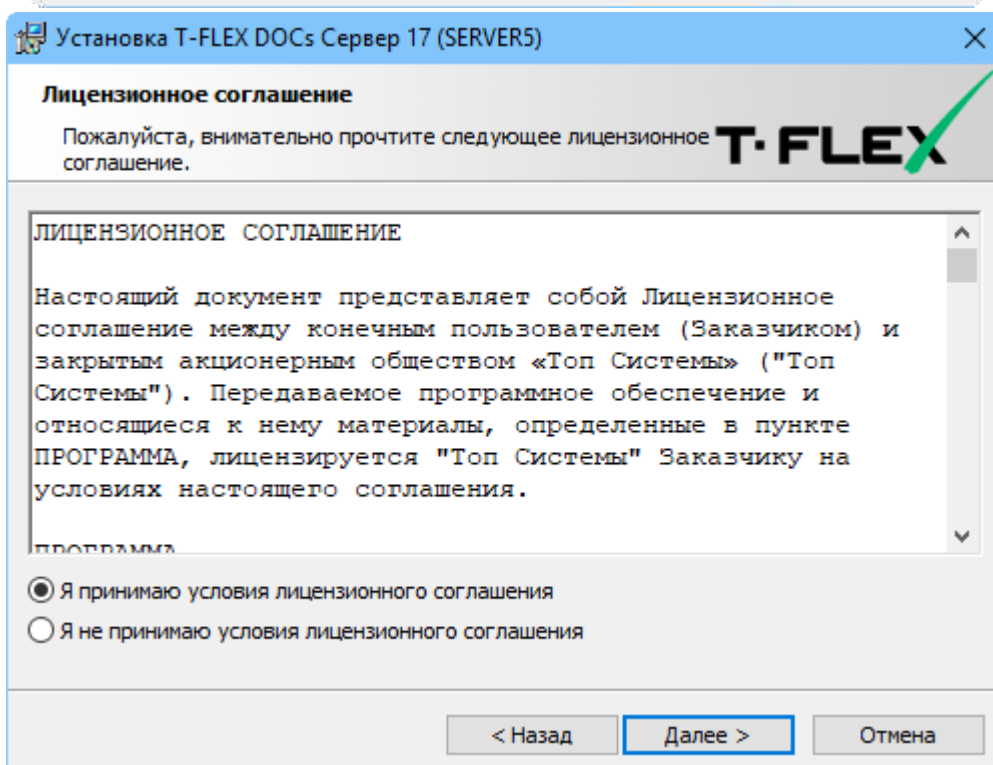 Установка T-FLEX DOCs Сервер 17 (SERVER5)
Лицензионное соглашение
Пожалуйста, внимательно прочтите следующее лицензионное
соглашение.
T-FLEX
ЛИЦЕНЗИОННОЕ СОГЛАШЕНИЕ
Настоящий документ представляет собой Лицензионное
соглашение между конечным пользователем (Заказчиком) и
закрытым акционерным обществом «Топ Системы» ("Топ
Системы"). Передаваемое программное обеспечение и
относящиеся к нему материалы, определенные в пункте
ПРОГРАММА, лицензируется "Топ Системы" Заказчику на
условиях настоящего соглашения.
ПРОГРАММА
Я принимаю условия лицензионного соглашения
Я не принимаю условия лицензионного соглашения
< Назад
Далее >
Отмена